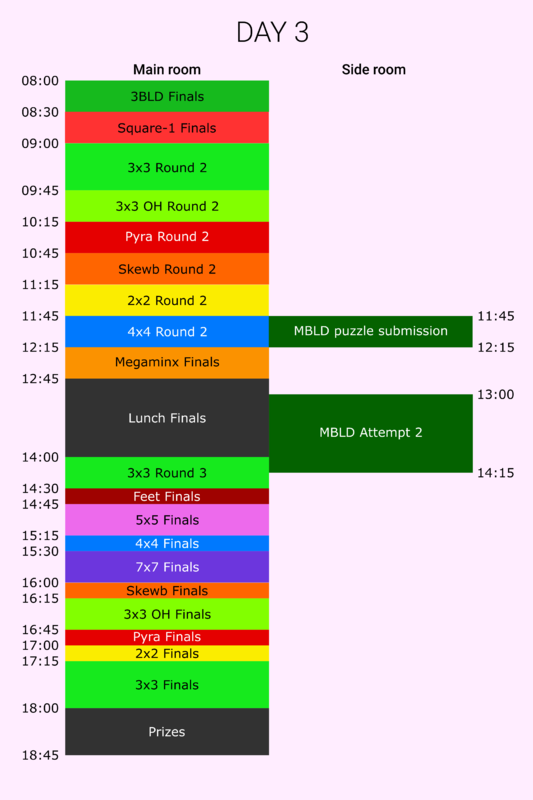 DAY 3
Main room
Side room
08:00
3BLD Finals
08:30
Square-1 Finals
09:00
3x3 Round 2
09:45
3x3 OH Round 2
10:15
Pyra Round 2
10:45
Skewb Round 2
11:15
2x2 Round 2
11:45
11:45
4x4 Round 2
MBLD puzzle submission
12:15
12:15
Megaminx Finals
12:45
13:00
Lunch Finals
MBLD Attempt 2
14:00
3x3 Round 3
14:15
14:30
Feet Finals
14:45
5x5 Finals
15:15
4x4 Finals
15:30
7x7 Finals
16:00
Skewb Finals
16:15
3x3 OH Finals
16:45
Pyra Finals
17:00
2x2 Finals
17:15
3x3 Finals
18:00
Prizes
18:45